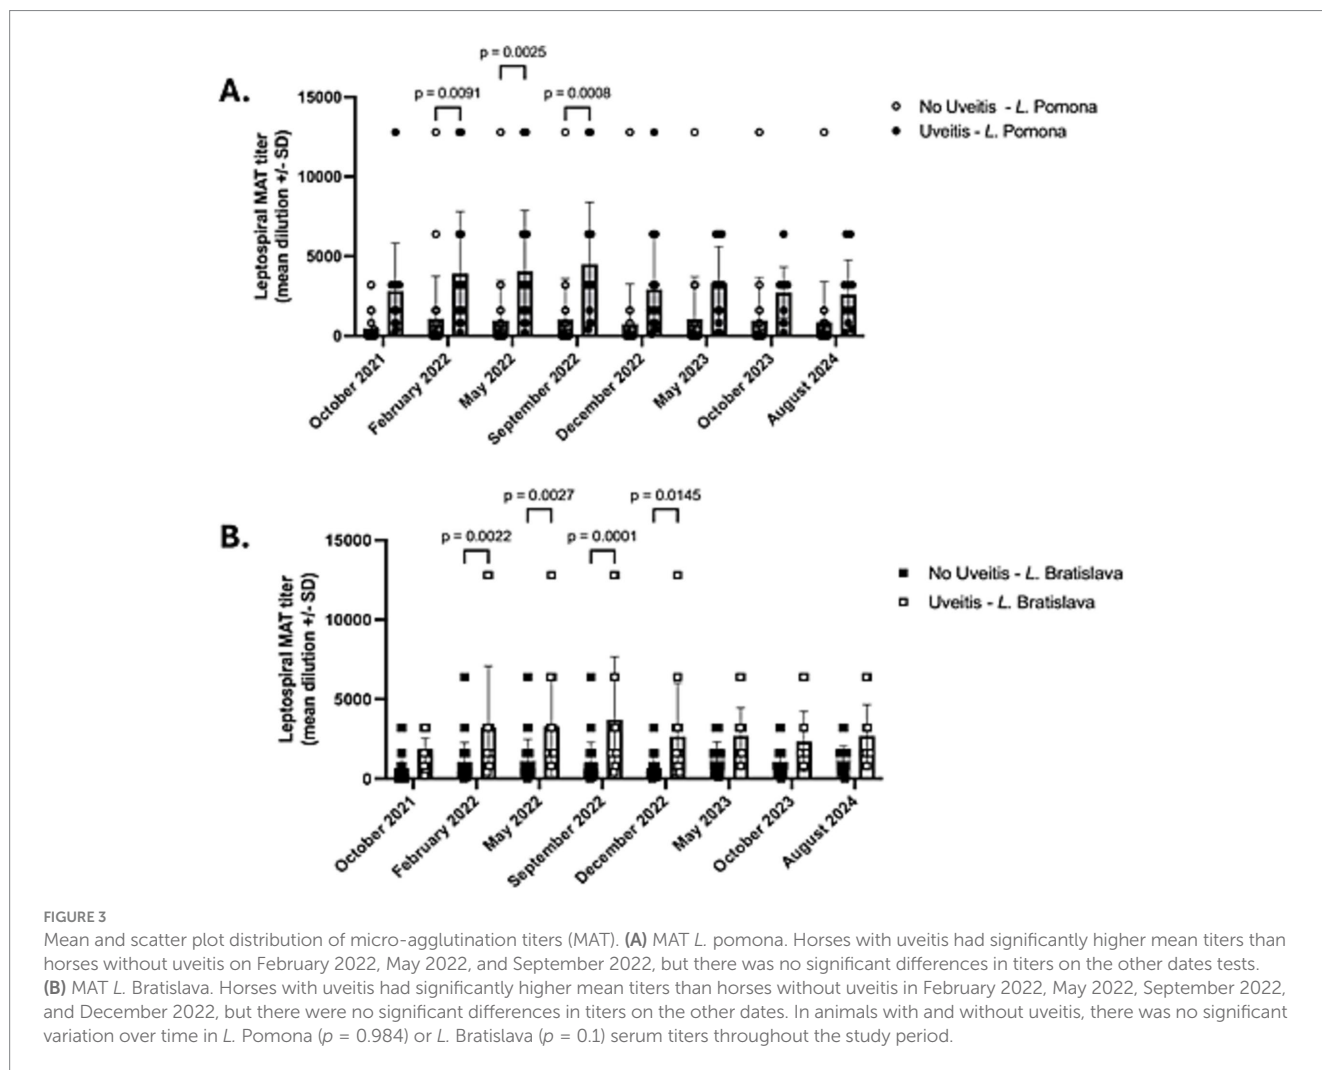 A.
p = 0.0025
p = 0.0091
p = 0.0008
Leptospiral MAT titer
(mean dilution +/- SD)
15000
10000
5000
0
No Uveitis - L. Pomona
Uveitis - L. Pomona
October 2021
February 2022
May 2022
September 2022
December 2022
May 2023
October 2023
August 2024
B.
p = 0.0027
p = 0.0145
p = 0.0022
p = 0.0001
Leptospiral MAT titer
(mean dilution +/- SD)
15000
10000
5000
0
No Uveitis - L. Bratislava
Uveitis - L. Bratislava
October 2021
February 2022
May 2022
September 2022
December 2022
May 2023
October 2023
August 2024
FIGURE 3
Mean and scatter plot distribution of micro-agglutination titers (MAT). (A) MAT L. pomona. Horses with uveitis had significantly higher mean titers than
horses without uveitis on February 2022, May 2022, and September 2022, but there was no significant differences in titers on the other dates tests.
(B) MAT L. Bratislava. Horses with uveitis had significantly higher mean titers than horses without uveitis in February 2022, May 2022, September 2022,
and December 2022, but there were no significant differences in titers on the other dates. In animals with and without uveitis, there was no significant
variation over time in L. Pomona (p = 0.984) or L. Bratislava (p = 0.1) serum titers throughout the study period.